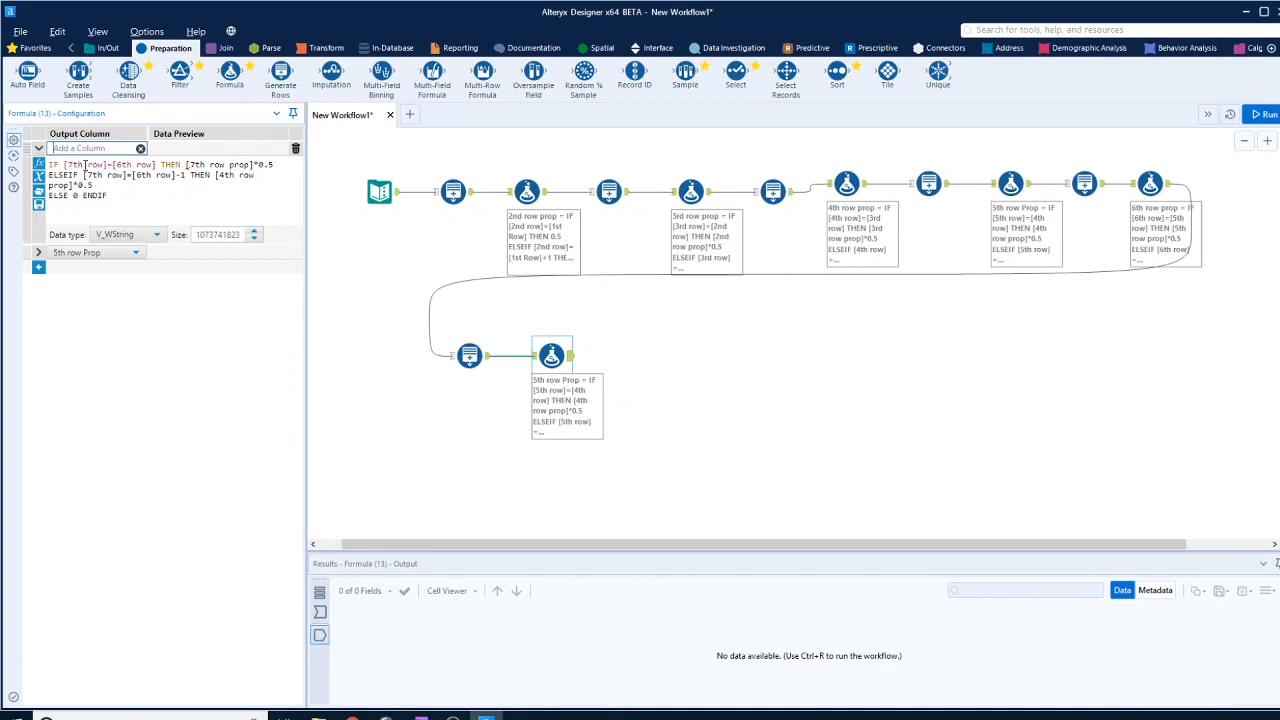 Alteryx Designer x64 BETA - New Workflow1*
File Edit View Options Help
Search for tools, help, and resources...
Favorites In/Out Preparation Join Parse Transform In-Database Reporting Documentation Spatial Interface Data Investigation Predictive Prescriptive Connectors Address Demographic Analysis Behavior Analysis Calg
Auto Field
Create Samples
Data Cleansing
Filter
Formula
Generate Rows
Imputation
Multi-Field Binning
Multi-Field Formula
Multi-Row Formula
Oversample Field
Random % Sample
Record ID
Sample
Select
Select Records
Sort
Tile
Unique
Formula (13) - Configuration
New Workflow1*
Run
Output Column Data Preview
Add a Column
IF [7th row]=[6th row] THEN [7th row prop]*0.5
ELSEIF [7th row]=[6th row]-1 THEN [4th row
prop]*0.5
ELSE 0 ENDIF
Data type: V_WString Size: 1073741823
5th row Prop
2nd row prop = IF
[2nd row]=[1st
Row] THEN 0.5
ELSEIF [2nd row]=
[1st Row]+1 THE...
3rd row prop = IF
[3rd row]=[2nd
row] THEN [2nd
row prop]*0.5
ELSEIF [3rd row]
=...
4th row prop = IF
[4th row]=[3rd
row] THEN [3rd
row prop]*0.5
ELSEIF [4th row]
=...
5th row prop = IF
[5th row]=[4th
row] THEN [4th
row prop]*0.5
ELSEIF [5th row]
=...
6th row prop = IF
[6th row]=[5th
row] THEN [5th
row prop]*0.5
ELSEIF [6th row]
=...
5th row Prop = IF
[5th row]=[4th
row] THEN [4th
row prop]*0.5
ELSEIF [5th row]
=...
Results - Formula (13) - Output
0 of 0 Fields Cell Viewer Data Metadata
No data available. (Use Ctrl+R to run the workflow.)